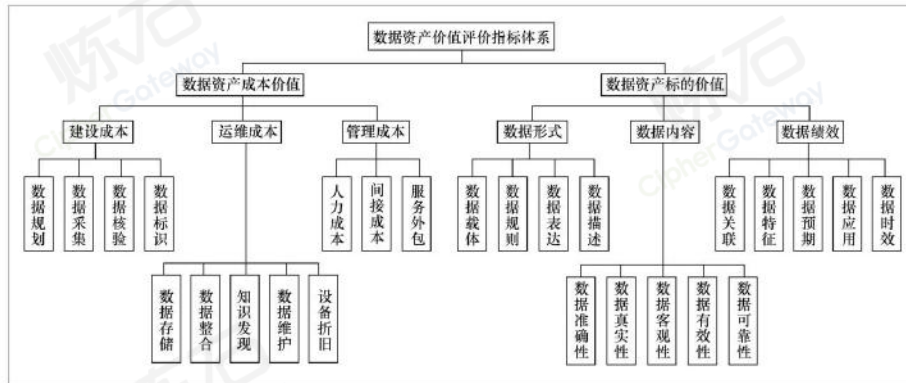 数据资产价值评价指标体系
数据资产成本价值
数据资产标的价值
建设成本
运维成本
管理成本
数据形式
数据内容
数据绩效
数据规划
数据采集
数据核验
数据标识
人力成本
间接成本
服务外包
数据载体
数据规则
数据表达
数据描述
数据关联
数据特征
数据预期
数据应用
数据时效
数据存储
数据整合
知识发现
数据维护
设备折旧
数据准确性
数据真实性
数据客观性
数据有效性
数据可靠性
炼石
CipherGateway
炼石
CipherGateway